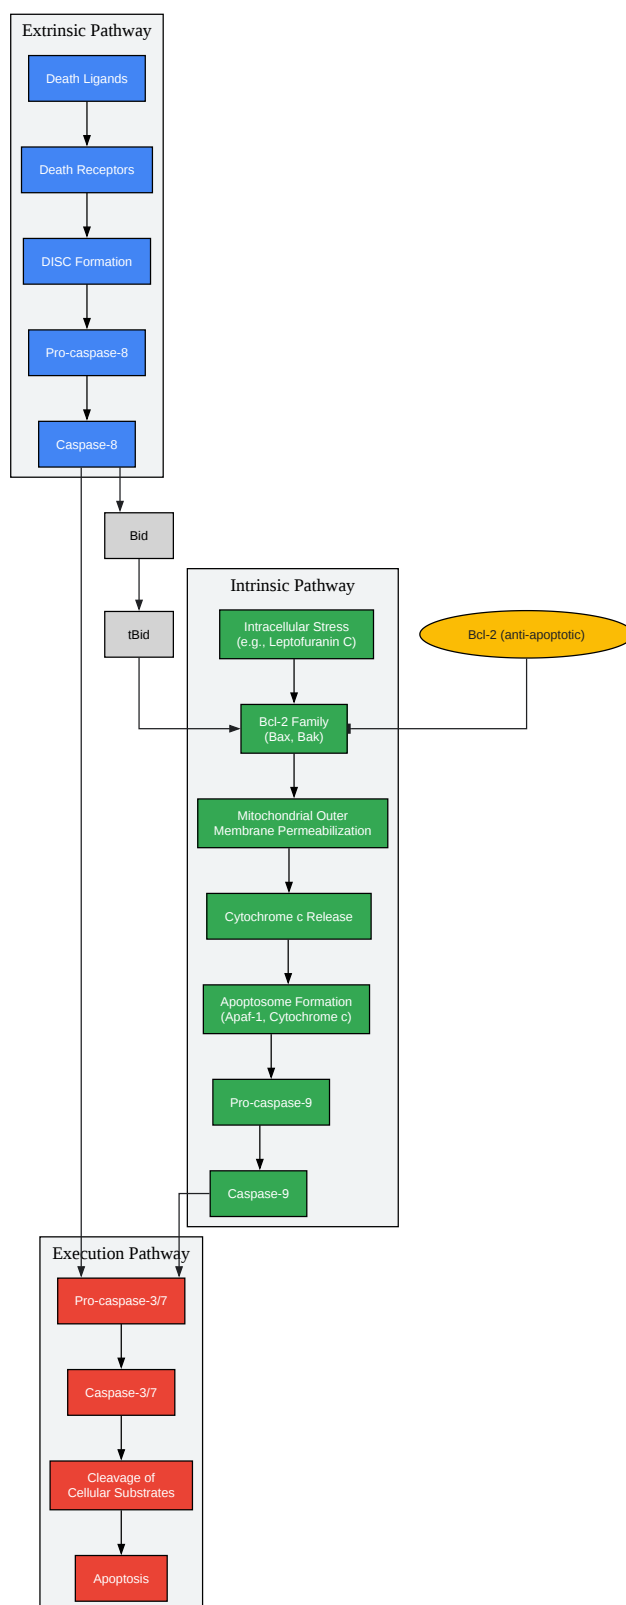 Extrinsic Pathway
Death Ligands
Death Receptors
DISC Formation
Pro-caspase-8
Caspase-8
Bid
tBid
Intrinsic Pathway
Intracellular Stress
(e.g., Leptofuranin C)
Bcl-2 (anti-apoptotic)
Bcl-2 Family
(Bax, Bak)
Mitochondrial Outer
Membrane Permeabilization
Cytochrome c Release
Apoptosome Formation
(Apaf-1, Cytochrome c)
Pro-caspase-9
Caspase-9
Execution Pathway
Pro-caspase-3/7
Caspase-3/7
Cleavage of
Cellular Substrates
Apoptosis